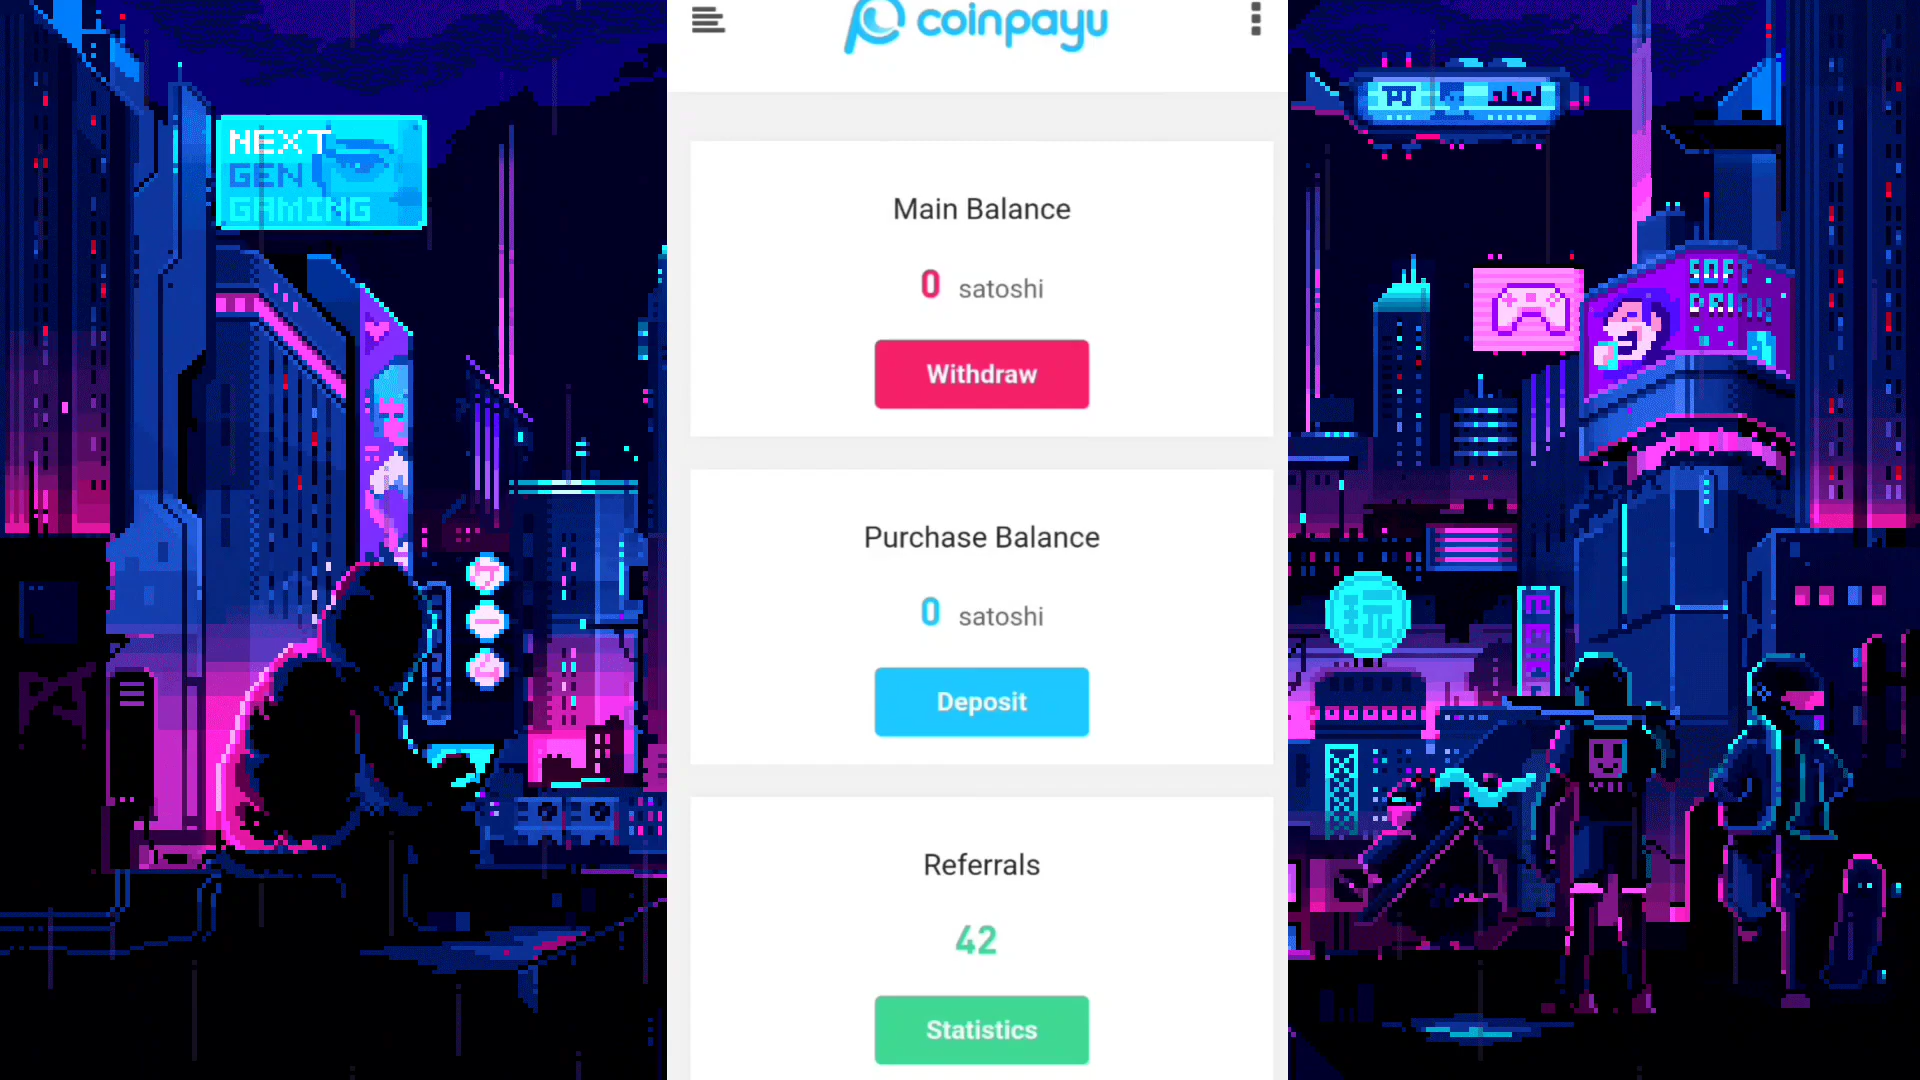 coinpayu
NEXT
GEN
GAMING
Main Balance
0 satoshi
Withdraw
SOFT
DRINK
Purchase Balance
0 satoshi
Deposit
Referrals
42
Statistics